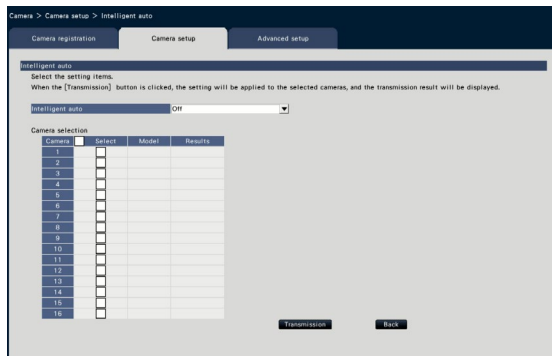 Camera > Camera setup > Intelligent auto
Camera registration Camera setup Advanced setup
Intelligent auto
Select the setting items.
When the [Transmission] button is clicked, the setting will be applied to the selected cameras, and the transmission result will be displayed.
Intelligent auto Off
Camera selection
Camera Select Model Results
1
2
3
4
5
6
7
8
9
10
11
12
13
14
15
16
Transmission Back